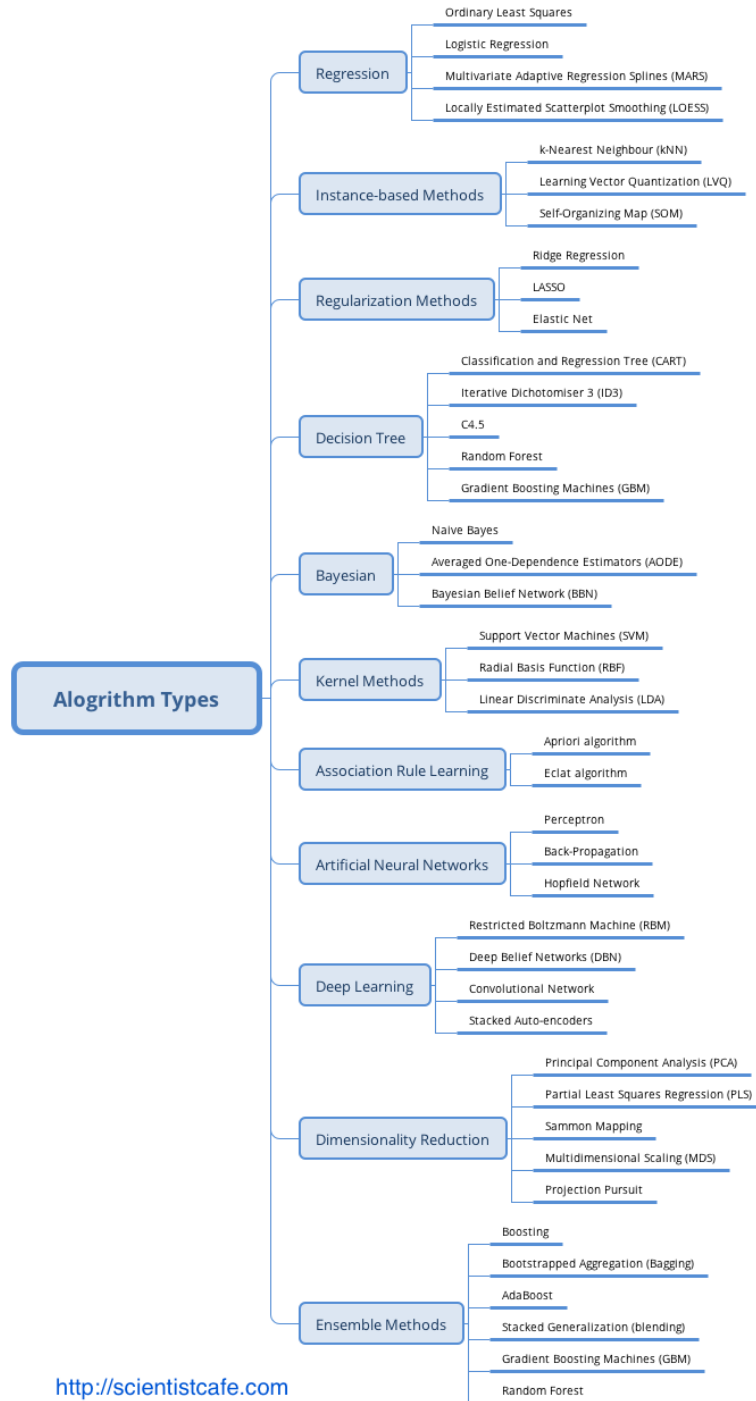 Alogrithm Types
Regression
Ordinary Least Squares
Logistic Regression
Multivariate Adaptive Regression Splines (MARS)
Locally Estimated Scatterplot Smoothing (LOESS)
Instance-based Methods
k-Nearest Neighbour (kNN)
Learning Vector Quantization (LVQ)
Self-Organizing Map (SOM)
Regularization Methods
Ridge Regression
LASSO
Elastic Net
Decision Tree
Classification and Regression Tree (CART)
Iterative Dichotomiser 3 (ID3)
C4.5
Random Forest
Gradient Boosting Machines (GBM)
Bayesian
Naive Bayes
Averaged One-Dependence Estimators (AODE)
Bayesian Belief Network (BBN)
Kernel Methods
Support Vector Machines (SVM)
Radial Basis Function (RBF)
Linear Discriminate Analysis (LDA)
Association Rule Learning
Apriori algorithm
Eclat algorithm
Artificial Neural Networks
Perceptron
Back-Propagation
Hopfield Network
Deep Learning
Restricted Boltzmann Machine (RBM)
Deep Belief Networks (DBN)
Convolutional Network
Stacked Auto-encoders
Dimensionality Reduction
Principal Component Analysis (PCA)
Partial Least Squares Regression (PLS)
Sammon Mapping
Multidimensional Scaling (MDS)
Projection Pursuit
Ensemble Methods
Boosting
Bootstrapped Aggregation (Bagging)
AdaBoost
Stacked Generalization (blending)
Gradient Boosting Machines (GBM)
Random Forest
http://scientistcafe.com